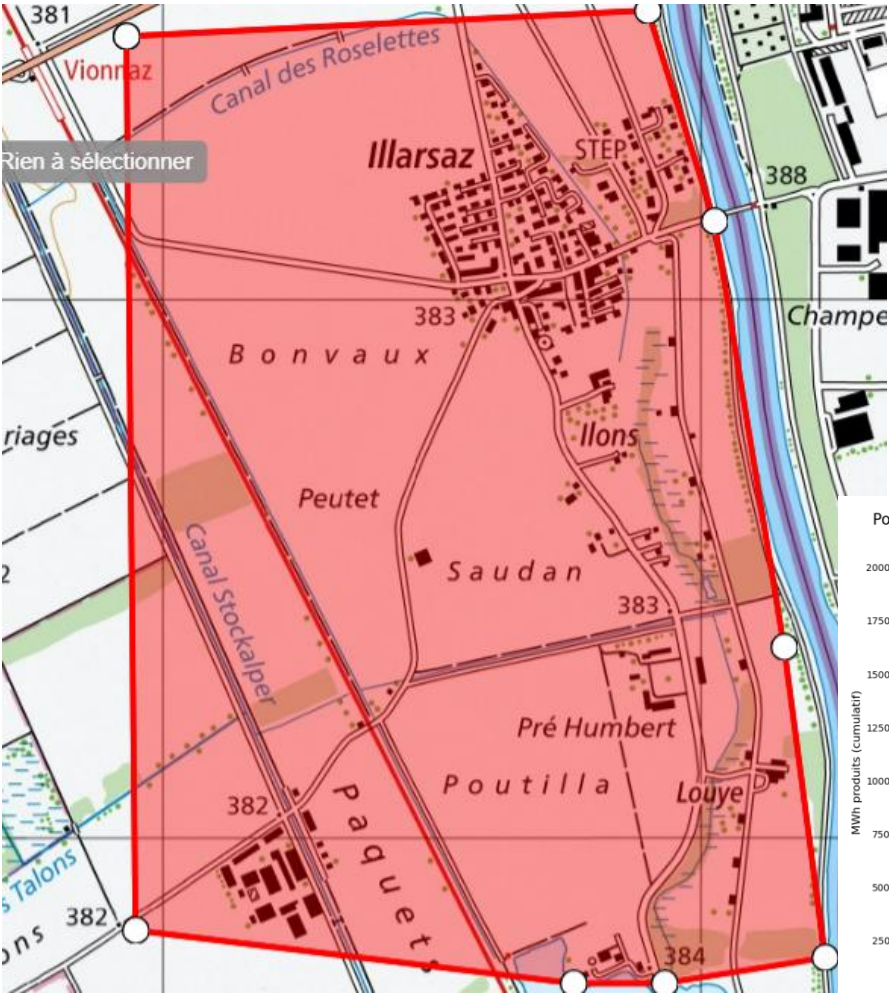 381
Vionnaz
Canal des Roselettes
Rien à sélectionner
Illarsaz
STEP
388
383
Champe
Bonvaux
riages
Ilons
Peutet
Canal Stockalper
Saudan
Po
2
2000
383
1750
1500
Pré Humbert
1250
MWh produits (cumulatif)
Poutilla
Louye
1000
382
Paquet
750
s Talons
500
382
ons
384
250